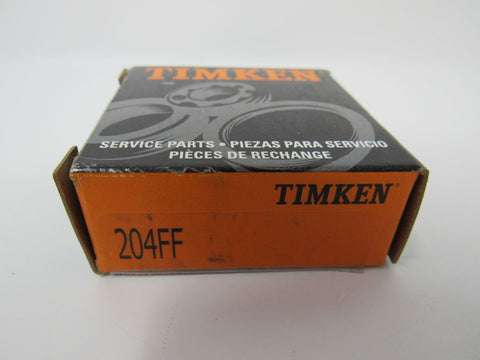 TIMKEN
SERVICE PARTS • PIEZAS PARA SERVICIO
PIÈCES DE RECHANGE
TIMKEN®
204FF